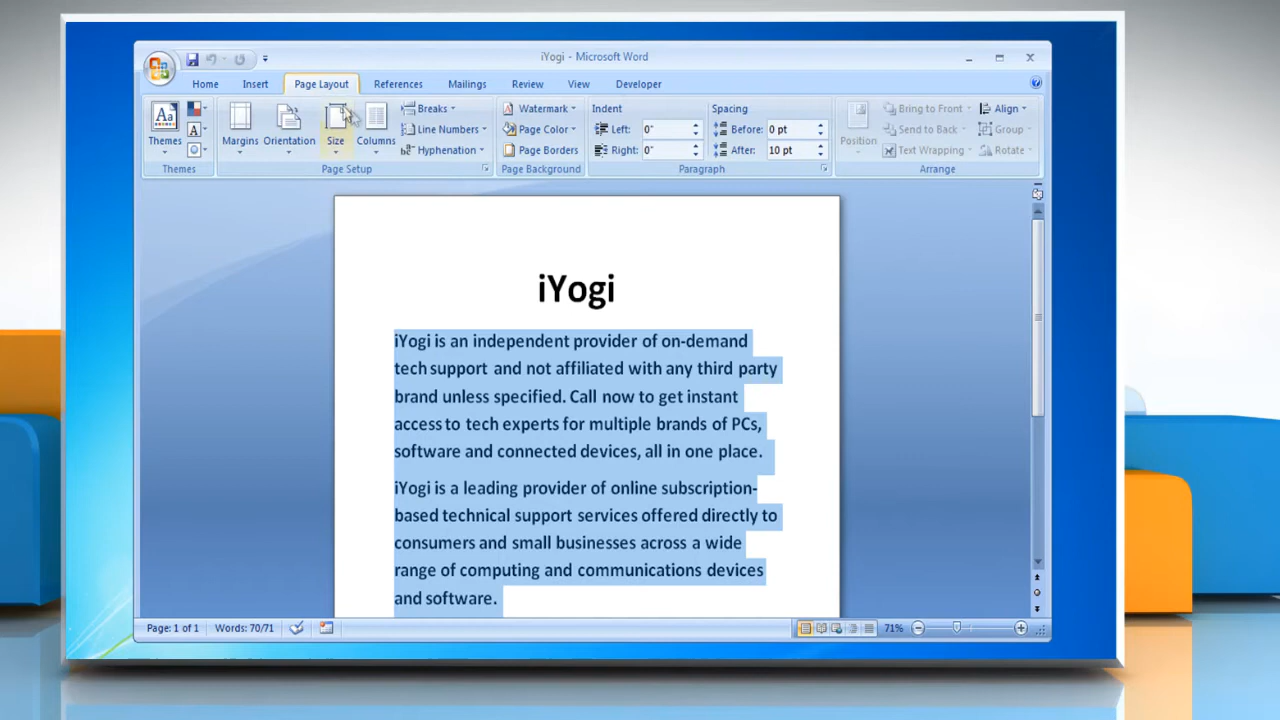 iYogi - Microsoft Word
Home Insert Page Layout References Mailings Review View Developer
Aa A Breaks Watermark Indent Spacing Bring to Front Align
Line Numbers Page Color Left: 0" Before: 0 pt Send to Back Group
Themes Margins Orientation Size Columns Hyphenation Page Borders Right: 0" After: 10 pt Position Text Wrapping Rotate
Themes Page Setup Page Background Paragraph Arrange
iYogi
iYogi is an independent provider of on-demand
tech support and not affiliated with any third party
brand unless specified. Call now to get instant
access to tech experts for multiple brands of PCs,
software and connected devices, all in one place.
iYogi is a leading provider of online subscription-
based technical support services offered directly to
consumers and small businesses across a wide
range of computing and communications devices
and software.
Page: 1 of 1 Words: 70/71 71%